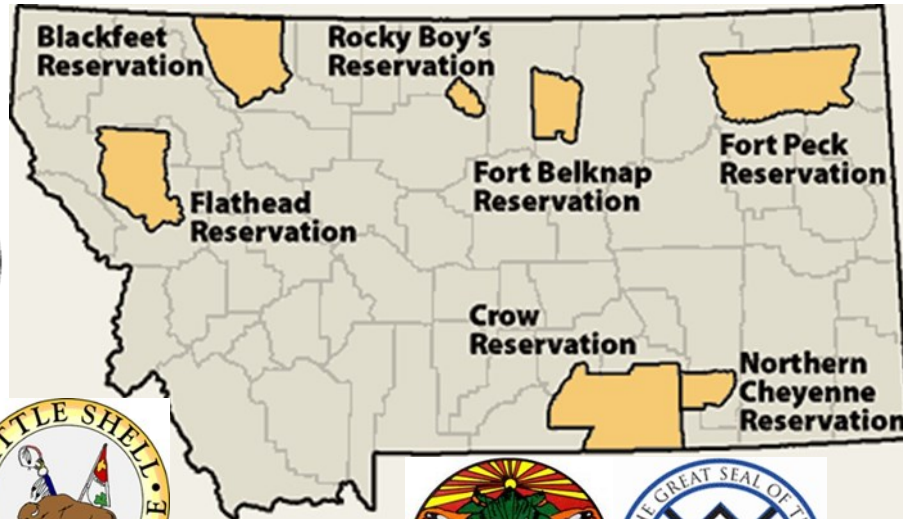 Blackfeet
Reservation
Rocky Boy's
Reservation
Fort Peck
Reservation
Fort Belknap
Reservation
Flathead
Reservation
Crow
Reservation
Northern
Cheyenne
Reservation
TTLE SHELL • E
THE GREAT SEAL OF T